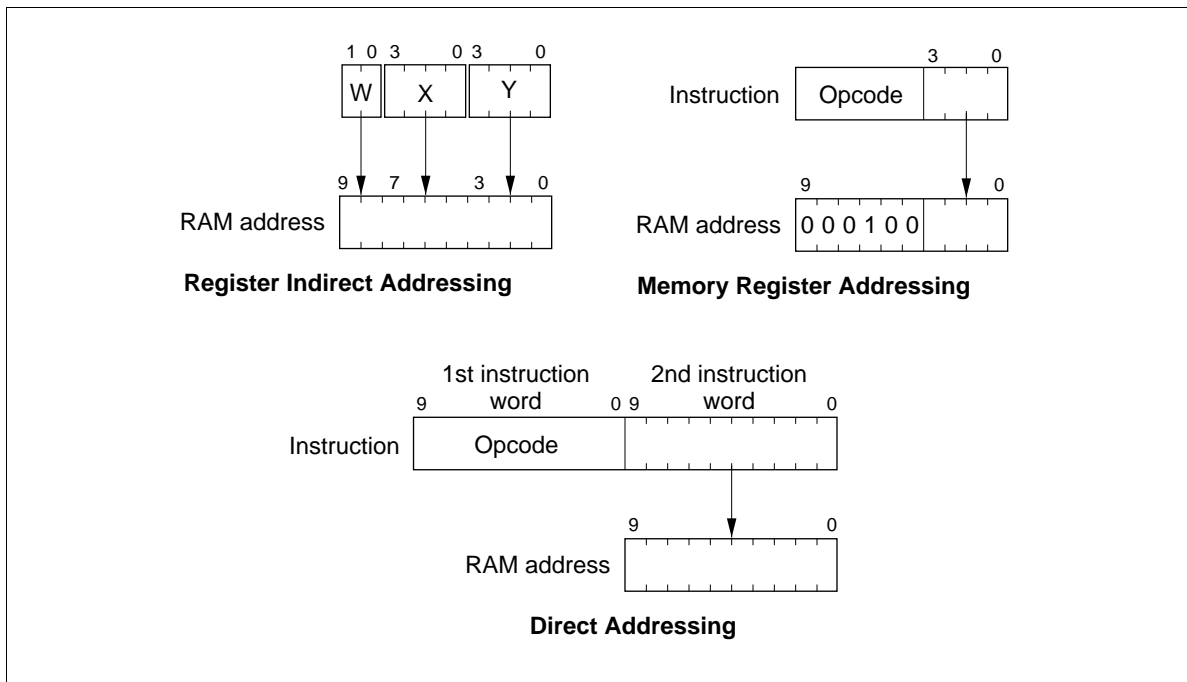 1 0 3 0 3 0
W X Y
9 7 3 0
RAM address
Register Indirect Addressing
3 0
Instruction Opcode
9 0
RAM address 0 0 0 1 0 0
Memory Register Addressing
1st instruction word
2nd instruction word
9 0 9 0
Instruction Opcode
9 0
RAM address
Direct Addressing